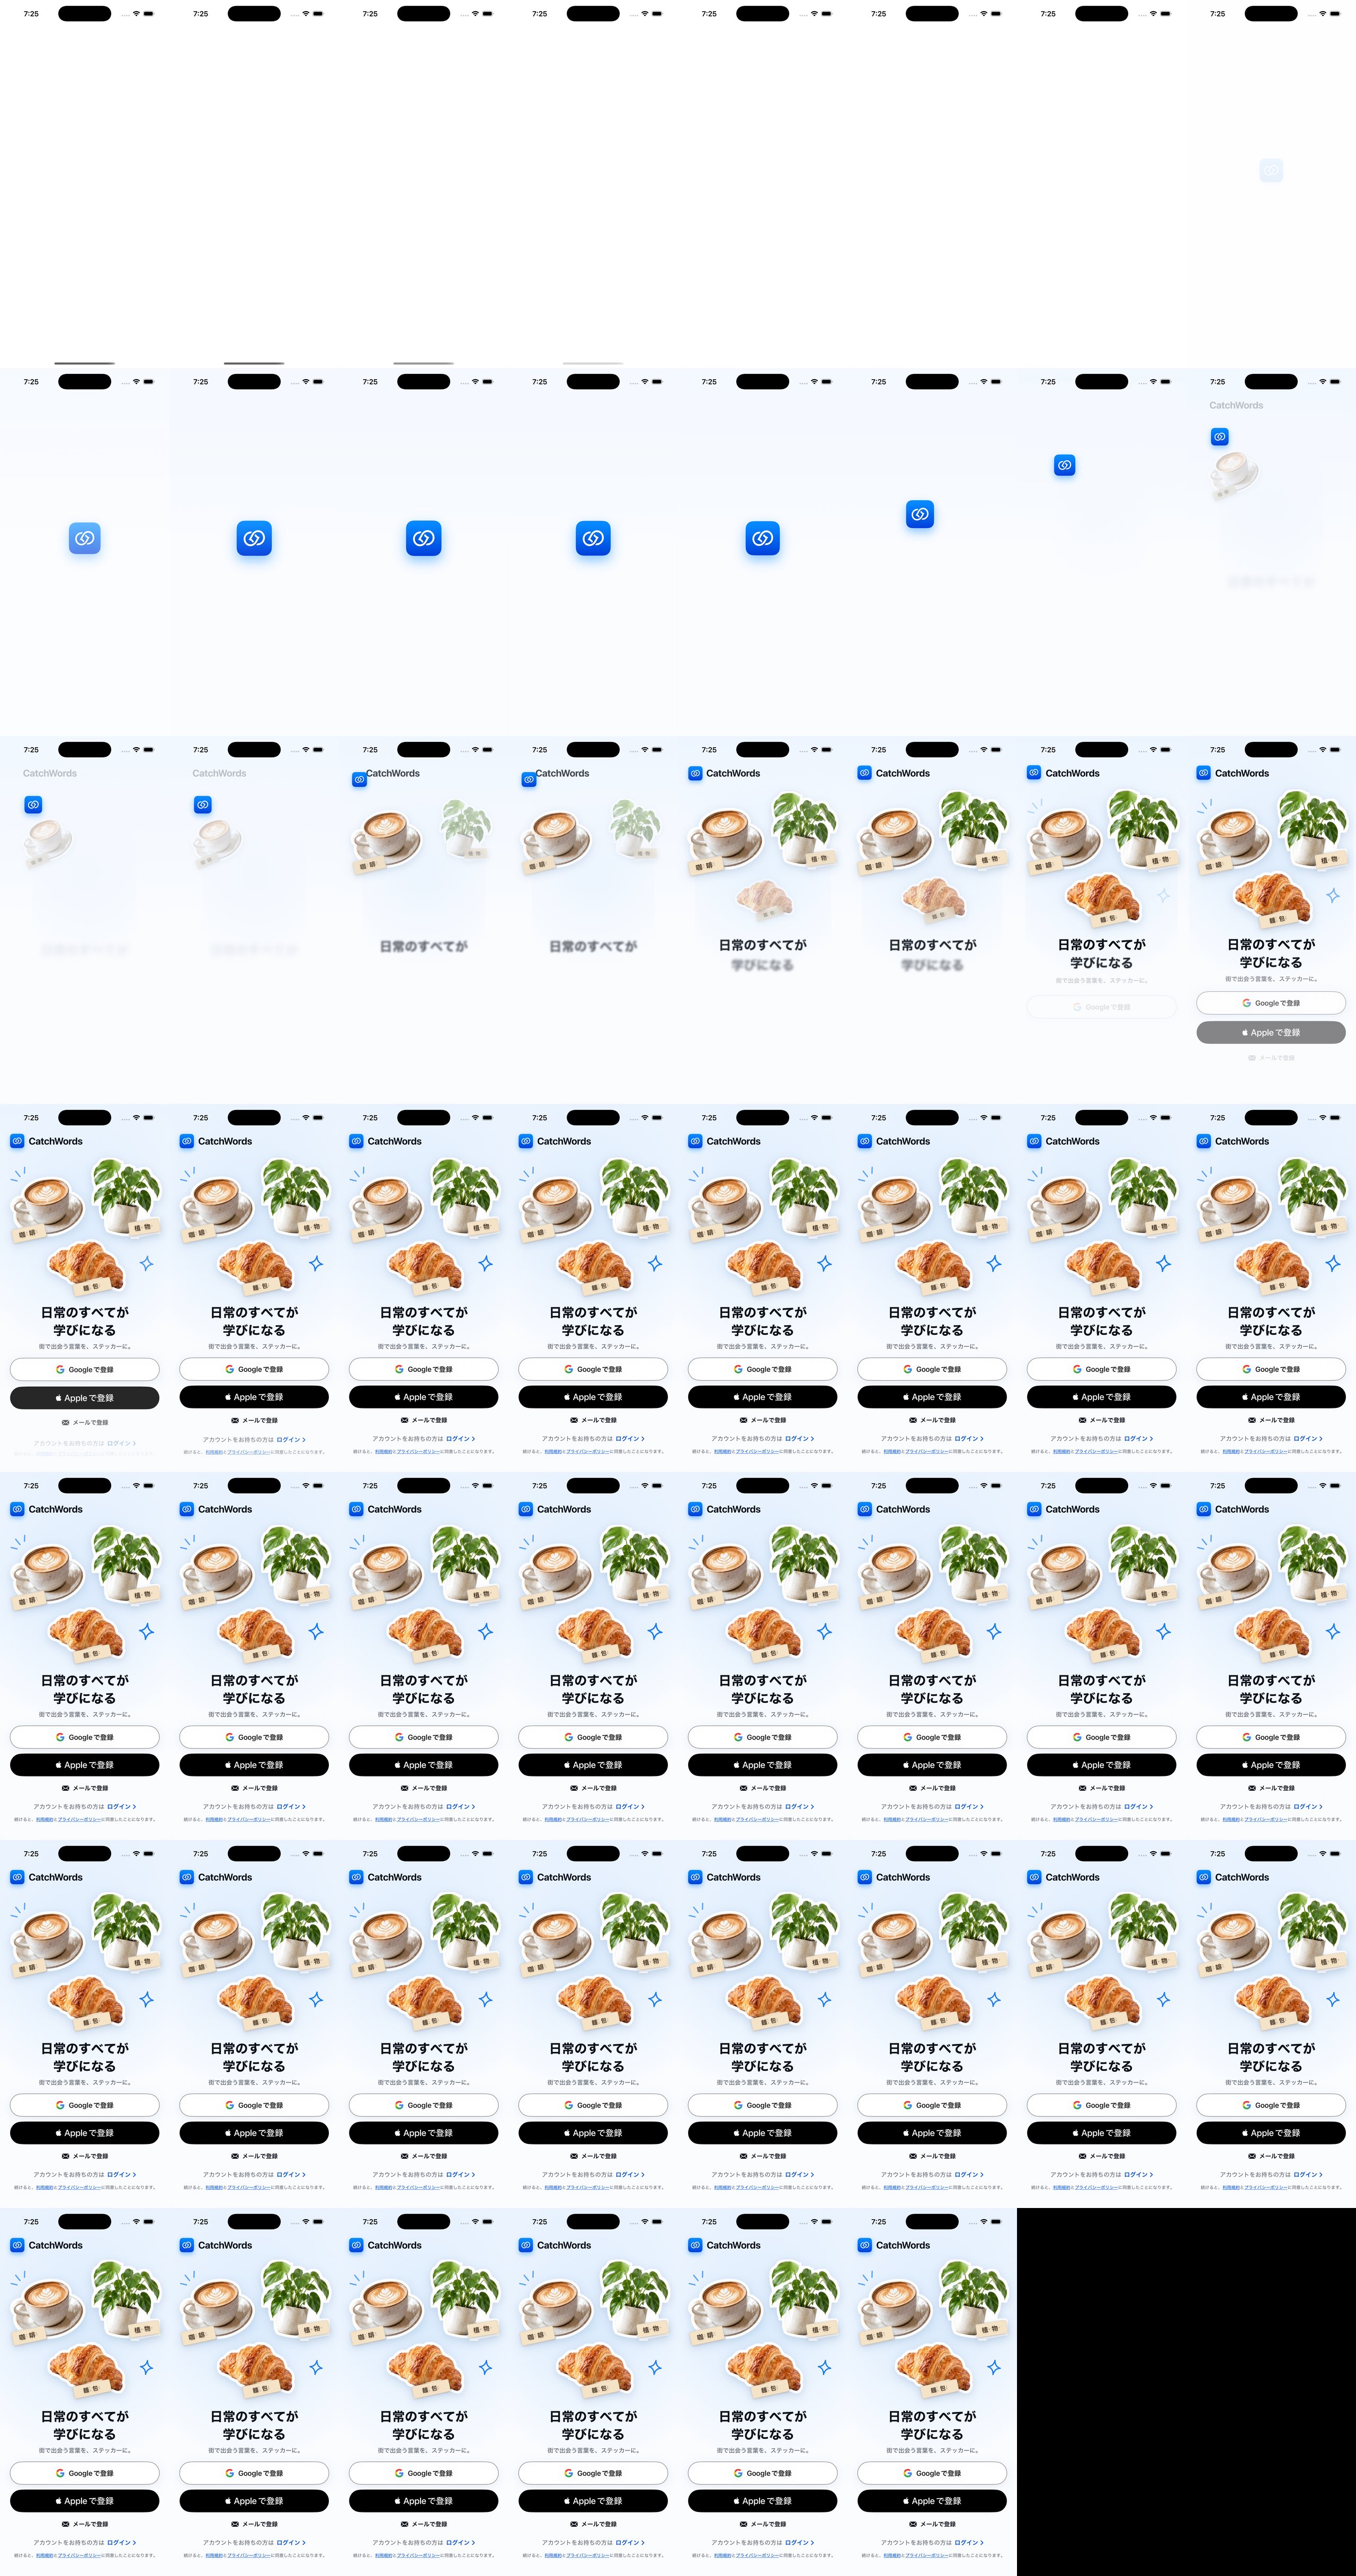 7:25
CatchWords
咖 啡
植 物
麵 包
日常のすべてが
学びになる
街で出会う言葉を、ステッカーに。
Googleで登録
Appleで登録
メールで登録
アカウントをお持ちの方は ログイン
続けると、利用規約とプライバシーポリシーに同意したことになります。